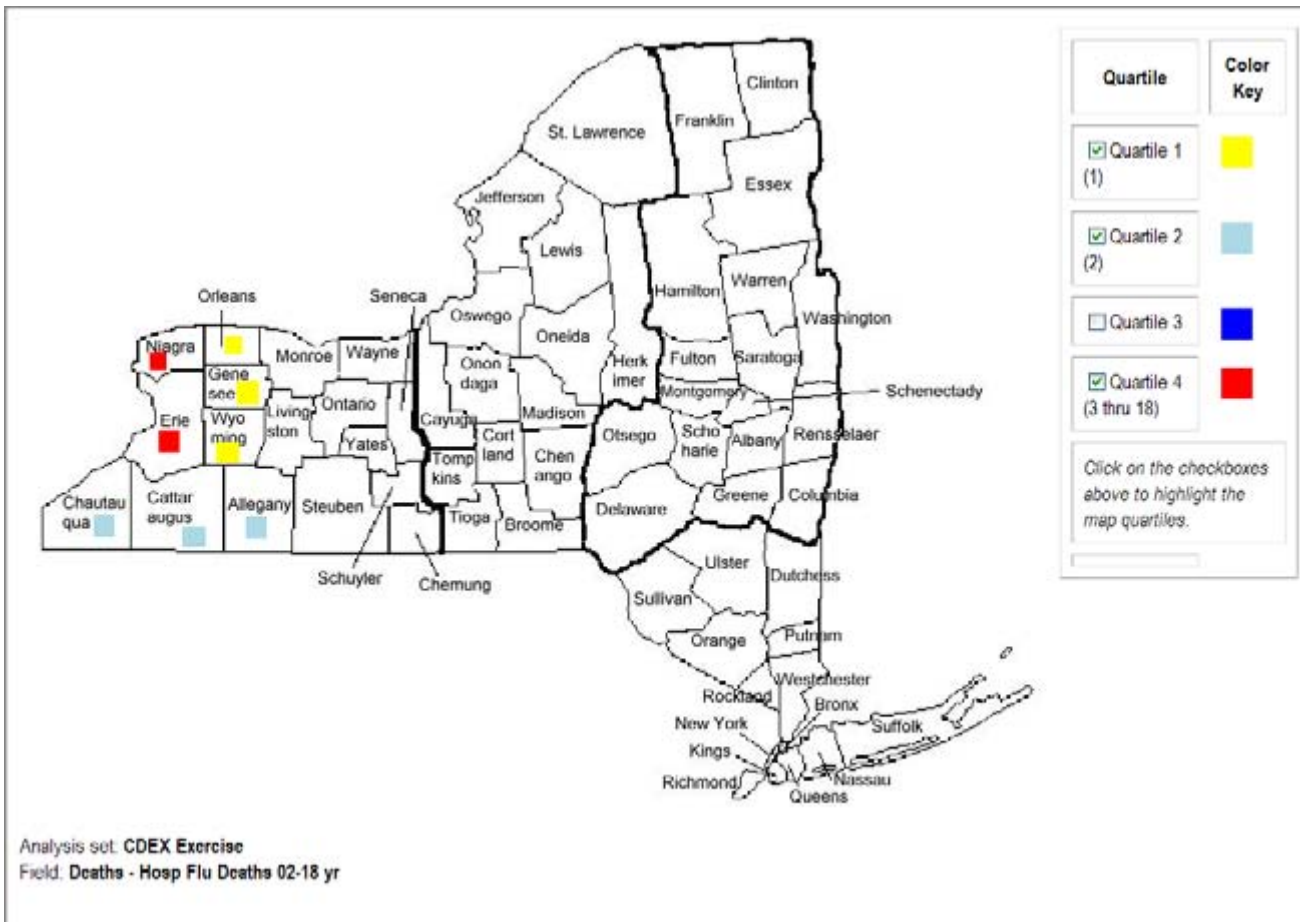 Clinton
Franklin
St. Lawrence
Essex
Jefferson
Lewis
Hamilton
Warren
Washington
Orleans
Seneca
Oswego
Oneida
Herk
imer
Fulton
Saratoga
Niagra
Monroe
Wayne
Onon
daga
Montgomery
Schenectady
Gene
see
Ontario
Madison
Erie
Wyo
ming
Living
ston
Cayuga
Otsego
Scho
harie
Albany
Rensselaer
Yates
Cort
land
Chen
ango
Tomp
kins
Chautau
qua
Cattar
augus
Allegany
Steuben
Delaware
Greene
Columbia
Tioga
Broome
Schuyler
Chemung
Ulster
Dutchess
Sullivan
Orange
Putnam
Westchester
Rockland
Bronx
New York
Suffolk
Kings
Richmond
Nassau
Queens
Quartile
Color
Key
Quartile 1
(1)
Quartile 2
(2)
Quartile 3
Quartile 4
(3 thru 18)
Click on the checkboxes
above to highlight the
map quartiles.
Analysis set: CDEX Exercise
Field: Deaths - Hosp Flu Deaths 02-18 yr